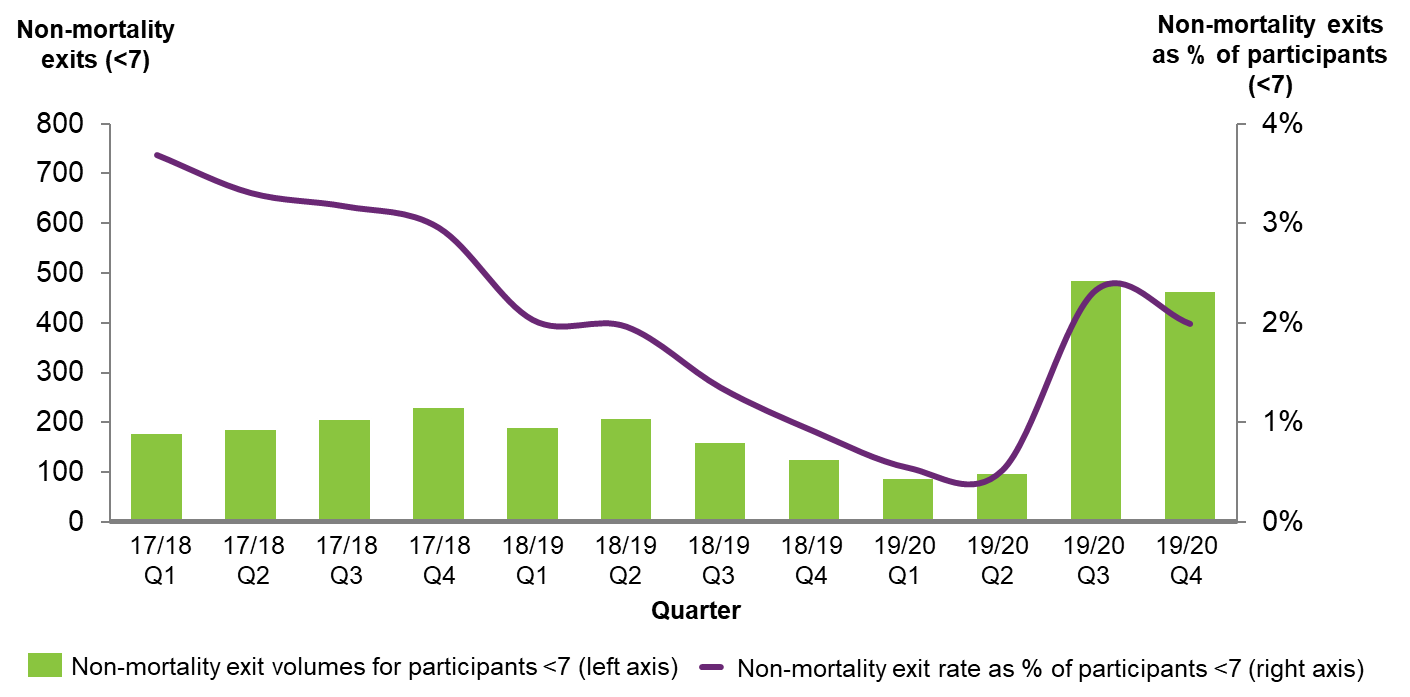 Non-mortality
exits (<7)
Non-mortality exits
as % of participants
(<7)
800
700
600
500
400
300
200
100
0
4%
3%
2%
1%
0%
17/18 17/18 17/18 17/18 18/19 18/19 18/19 18/19 19/20 19/20 19/20 19/20
Q1 Q2 Q3 Q4 Q1 Q2 Q3 Q4 Q1 Q2 Q3 Q4
Quarter
Non-mortality exit volumes for participants <7 (left axis)
Non-mortality exit rate as % of participants <7 (right axis)